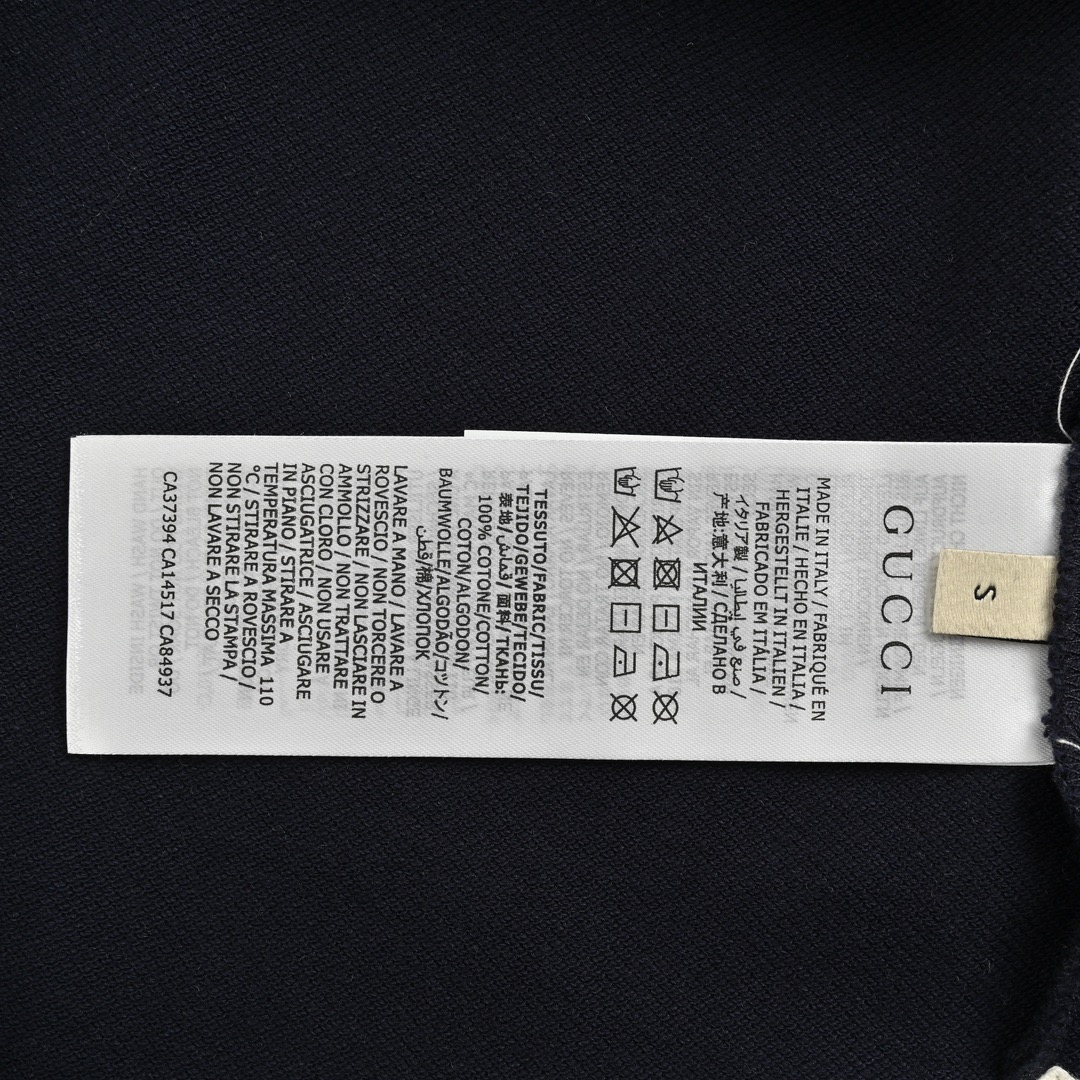 GUCCI
S
MADE IN ITALY / FABRIQUÉ EN
ITALIE / HECHO EN ITALIA /
HERGESTELLT IN ITALIEN /
FABRICADO EM ITÁLIA /
イタリア製 / صنع في إيطاليا /
产地:意大利 / СДЕЛАНО В
ИТАЛИИ
TESSUTO/FABRIC/TISSU/
TEJIDO/GEWEBE/TECIDO/
表地/قماش/面料/ТКАНЬ:
100% COTONE/COTTON/
COTON/ALGODON/
BAUMWOLLE/ALGODÃO/コットン/
قطن/棉/ХЛОПОК
LAVARE A MANO / LAVARE A
ROVESCIO / NON TORCERE O
STRIZZARE / NON LASCIARE IN
AMMOLLO / NON TRATTARE
CON CLORO / NON USARE
ASCIUGATRICE / ASCIUGARE
IN PIANO / STIRARE A
TEMPERATURA MASSIMA 110
°C / STIRARE A ROVESCIO /
NON STIRARE LA STAMPA /
NON LAVARE A SECCO
CA37394 CA14517 CA84937